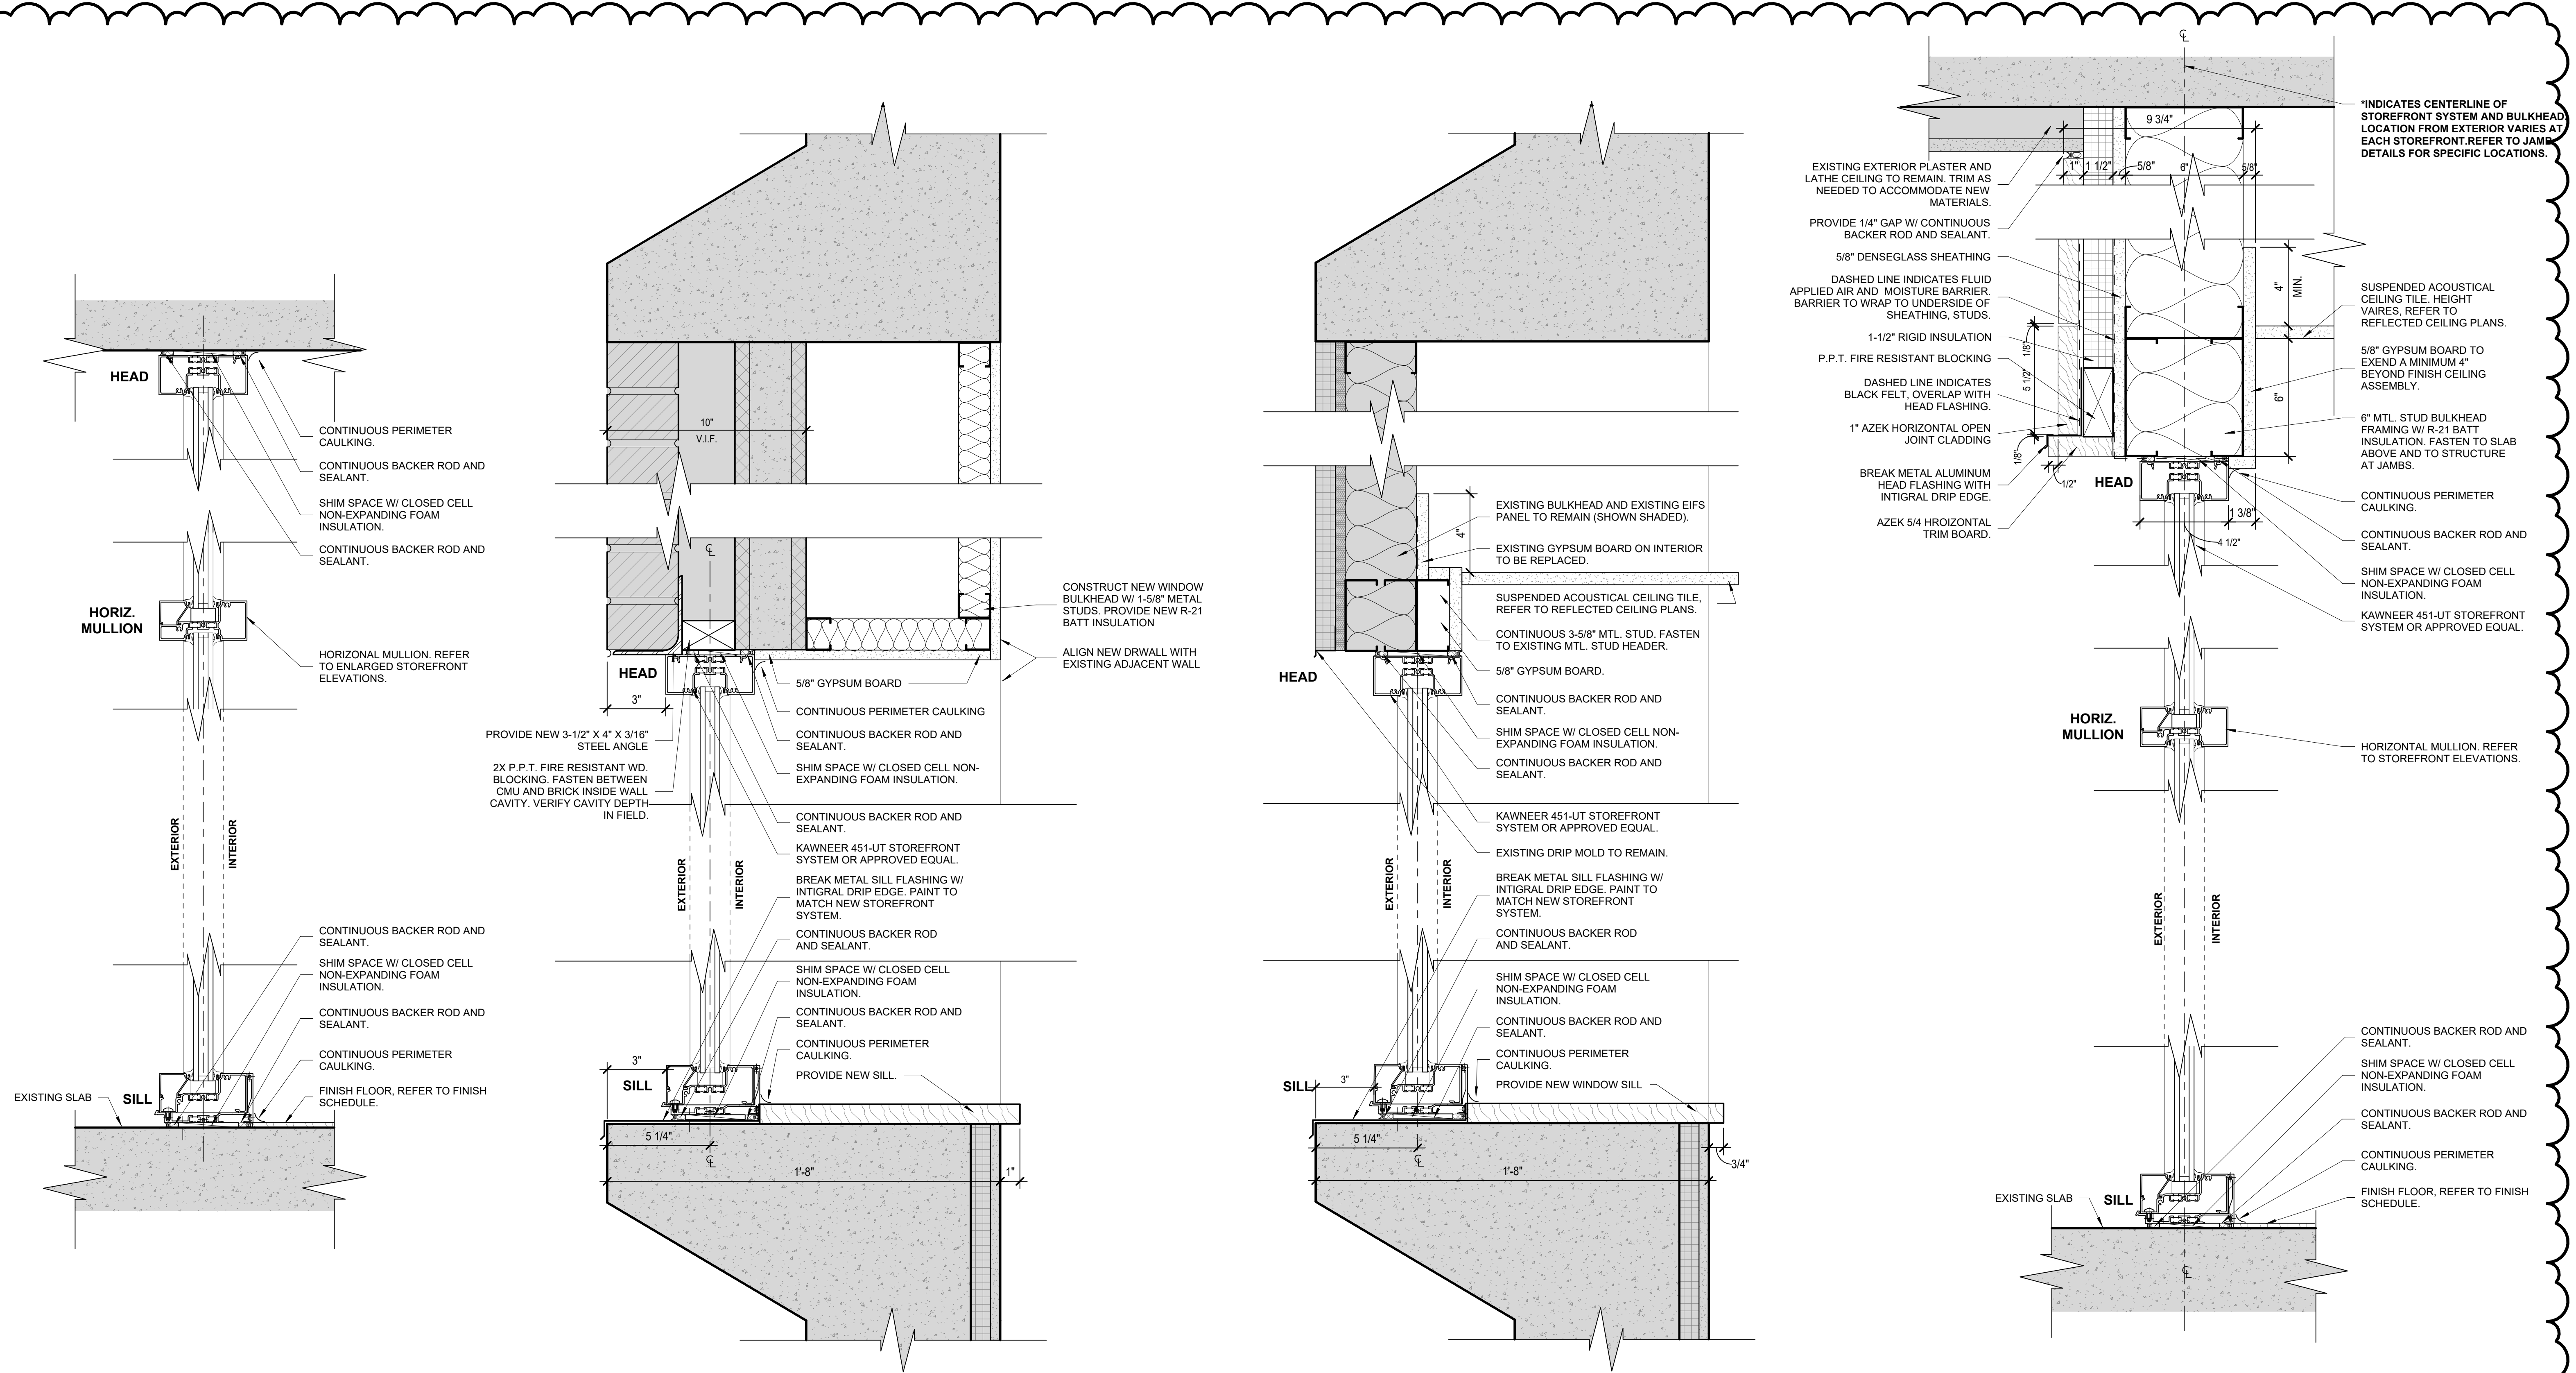 HEAD
CONTINUOUS PERIMETER
CAULKING.
CONTINUOUS BACKER ROD AND
SEALANT.
SHIM SPACE W/ CLOSED CELL
NON-EXPANDING FOAM
INSULATION.
CONTINUOUS BACKER ROD AND
SEALANT.
HORIZ.
MULLION
HORIZONAL MULLION. REFER
TO ENLARGED STOREFRONT
ELEVATIONS.
EXTERIOR
INTERIOR
CONTINUOUS BACKER ROD AND
SEALANT.
SHIM SPACE W/ CLOSED CELL
NON-EXPANDING FOAM
INSULATION.
CONTINUOUS BACKER ROD AND
SEALANT.
CONTINUOUS PERIMETER
CAULKING.
FINISH FLOOR, REFER TO FINISH
SCHEDULE.
EXISTING SLAB
SILL
10"
V.I.F.
℄
CONSTRUCT NEW WINDOW
BULKHEAD W/ 1-5/8" METAL
STUDS. PROVIDE NEW R-21
BATT INSULATION
ALIGN NEW DRWALL WITH
EXISTING ADJACENT WALL
HEAD
3"
5/8" GYPSUM BOARD
CONTINUOUS PERIMETER CAULKING
PROVIDE NEW 3-1/2" X 4" X 3/16"
STEEL ANGLE
2X P.P.T. FIRE RESISTANT WD.
BLOCKING. FASTEN BETWEEN
CMU AND BRICK INSIDE WALL
CAVITY. VERIFY CAVITY DEPTH
IN FIELD.
CONTINUOUS BACKER ROD AND
SEALANT.
SHIM SPACE W/ CLOSED CELL NON-
EXPANDING FOAM INSULATION.
CONTINUOUS BACKER ROD AND
SEALANT.
KAWNEER 451-UT STOREFRONT
SYSTEM OR APPROVED EQUAL.
BREAK METAL SILL FLASHING W/
INTIGRAL DRIP EDGE. PAINT TO
MATCH NEW STOREFRONT
SYSTEM.
CONTINUOUS BACKER ROD
AND SEALANT.
SHIM SPACE W/ CLOSED CELL
NON-EXPANDING FOAM
INSULATION.
CONTINUOUS BACKER ROD AND
SEALANT.
CONTINUOUS PERIMETER
CAULKING.
PROVIDE NEW SILL.
EXTERIOR
INTERIOR
3"
SILL
5 1/4"
℄
1'-8"
1"
4"
EXISTING BULKHEAD AND EXISTING EIFS
PANEL TO REMAIN (SHOWN SHADED).
EXISTING GYPSUM BOARD ON INTERIOR
TO BE REPLACED.
SUSPENDED ACOUSTICAL CEILING TILE,
REFER TO REFLECTED CEILING PLANS.
CONTINUOUS 3-5/8" MTL. STUD. FASTEN
TO EXISTING MTL. STUD HEADER.
5/8" GYPSUM BOARD.
HEAD
CONTINUOUS BACKER ROD AND
SEALANT.
SHIM SPACE W/ CLOSED CELL NON-
EXPANDING FOAM INSULATION.
CONTINUOUS BACKER ROD AND
SEALANT.
KAWNEER 451-UT STOREFRONT
SYSTEM OR APPROVED EQUAL.
EXISTING DRIP MOLD TO REMAIN.
BREAK METAL SILL FLASHING W/
INTIGRAL DRIP EDGE. PAINT TO
MATCH NEW STOREFRONT
SYSTEM.
CONTINUOUS BACKER ROD
AND SEALANT.
SHIM SPACE W/ CLOSED CELL
NON-EXPANDING FOAM
INSULATION.
CONTINUOUS BACKER ROD AND
SEALANT.
CONTINUOUS PERIMETER
CAULKING.
PROVIDE NEW WINDOW SILL
EXTERIOR
INTERIOR
SILL
3"
5 1/4"
℄
1'-8"
3/4"
℄
*INDICATES CENTERLINE OF
STOREFRONT SYSTEM AND BULKHEAD.
LOCATION FROM EXTERIOR VARIES AT
EACH STOREFRONT.REFER TO JAMB
DETAILS FOR SPECIFIC LOCATIONS.
9 3/4"
1"
1 1/2"
5/8"
6"
5/8"
EXISTING EXTERIOR PLASTER AND
LATHE CEILING TO REMAIN. TRIM AS
NEEDED TO ACCOMMODATE NEW
MATERIALS.
PROVIDE 1/4" GAP W/ CONTINUOUS
BACKER ROD AND SEALANT.
5/8" DENSEGLASS SHEATHING
DASHED LINE INDICATES FLUID
APPLIED AIR AND MOISTURE BARRIER.
BARRIER TO WRAP TO UNDERSIDE OF
SHEATHING, STUDS.
1-1/2" RIGID INSULATION
P.P.T. FIRE RESISTANT BLOCKING
DASHED LINE INDICATES
BLACK FELT, OVERLAP WITH
HEAD FLASHING.
1" AZEK HORIZONTAL OPEN
JOINT CLADDING
BREAK METAL ALUMINUM
HEAD FLASHING WITH
INTIGRAL DRIP EDGE.
AZEK 5/4 HROIZONTAL
TRIM BOARD.
1/8"
5 1/2"
1/8"
1/2"
4"
MIN.
6"
SUSPENDED ACOUSTICAL
CEILING TILE. HEIGHT
VAIRES, REFER TO
REFLECTED CEILING PLANS.
5/8" GYPSUM BOARD TO
EXEND A MINIMUM 4"
BEYOND FINISH CEILING
ASSEMBLY.
6" MTL. STUD BULKHEAD
FRAMING W/ R-21 BATT
INSULATION. FASTEN TO SLAB
ABOVE AND TO STRUCTURE
AT JAMBS.
HEAD
1 3/8"
4 1/2"
CONTINUOUS PERIMETER
CAULKING.
CONTINUOUS BACKER ROD AND
SEALANT.
SHIM SPACE W/ CLOSED CELL
NON-EXPANDING FOAM
INSULATION.
KAWNEER 451-UT STOREFRONT
SYSTEM OR APPROVED EQUAL.
HORIZ.
MULLION
HORIZONTAL MULLION. REFER
TO STOREFRONT ELEVATIONS.
EXTERIOR
INTERIOR
CONTINUOUS BACKER ROD AND
SEALANT.
SHIM SPACE W/ CLOSED CELL
NON-EXPANDING FOAM
INSULATION.
CONTINUOUS BACKER ROD AND
SEALANT.
CONTINUOUS PERIMETER
CAULKING.
FINISH FLOOR, REFER TO FINISH
SCHEDULE.
EXISTING SLAB
SILL
℄